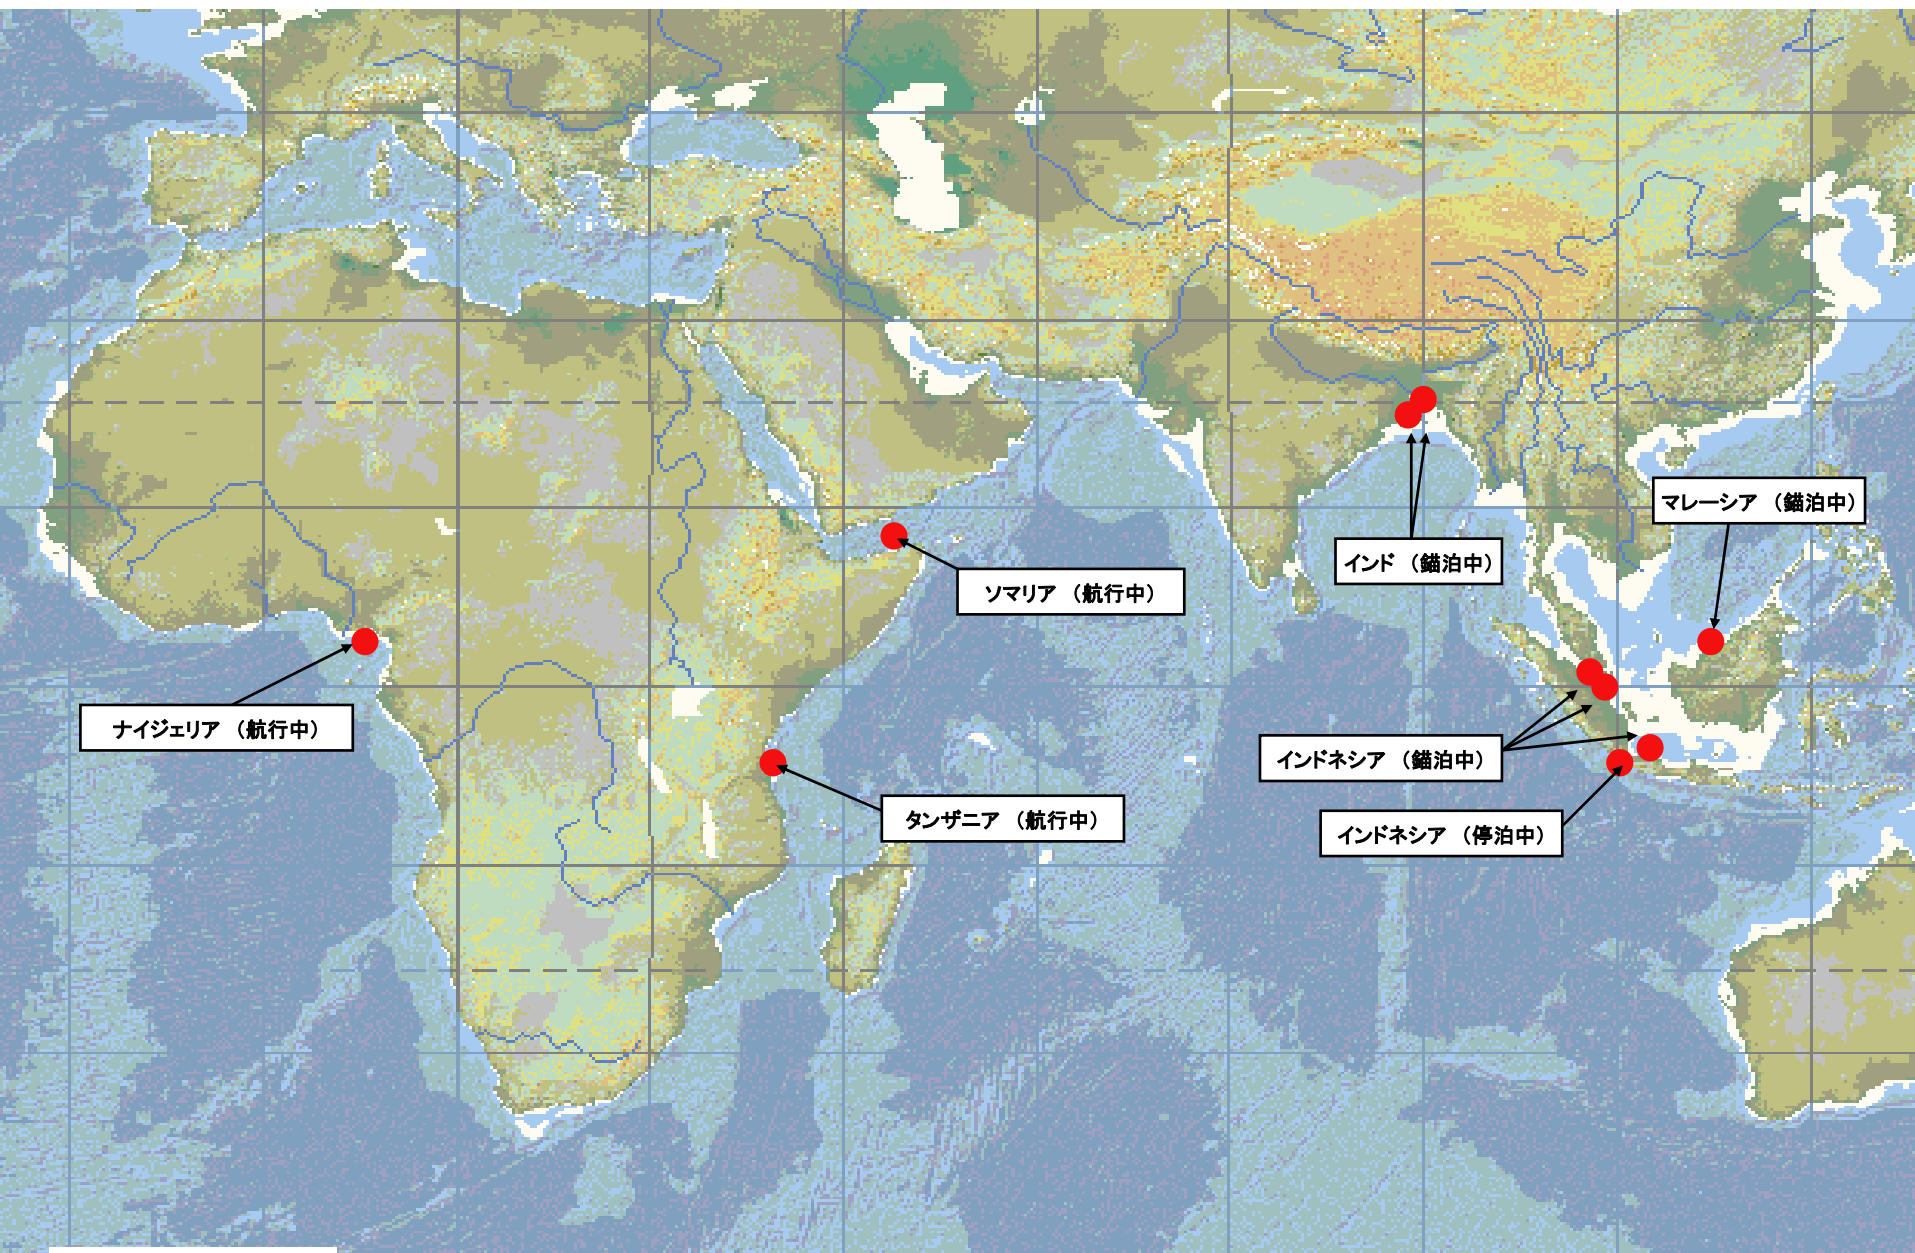 マレーシア （錨泊中）
インド （錨泊中）
ソマリア （航行中）
ナイジェリア （航行中）
インドネシア （錨泊中）
タンザニア （航行中）
インドネシア （停泊中）